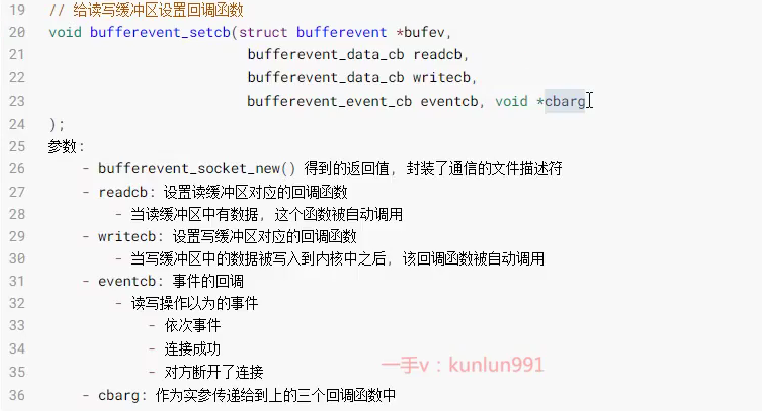 19 // 给读写缓冲区设置回调函数
20 void bufferevent_setcb(struct bufferevent *bufev,
21 bufferevent_data_cb readcb,
22 bufferevent_data_cb writecb,
23 bufferevent_event_cb eventcb, void *cbarg
24 );
25 参数:
26 - bufferevent_socket_new() 得到的返回值, 封装了通信的文件描述符
27 - readcb: 设置读缓冲区对应的回调函数
28 - 当读缓冲区中有数据, 这个函数被自动调用
29 - writecb: 设置写缓冲区对应的回调函数
30 - 当写缓冲区中的数据被写入到内核中之后, 该回调函数被自动调用
31 - eventcb: 事件的回调
32 - 读写操作以为的事件
33 - 依次事件
34 - 连接成功
35 - 对方断开了连接
一手v：kunlun991
36 - cbarg: 作为实参传递给到上的三个回调函数中